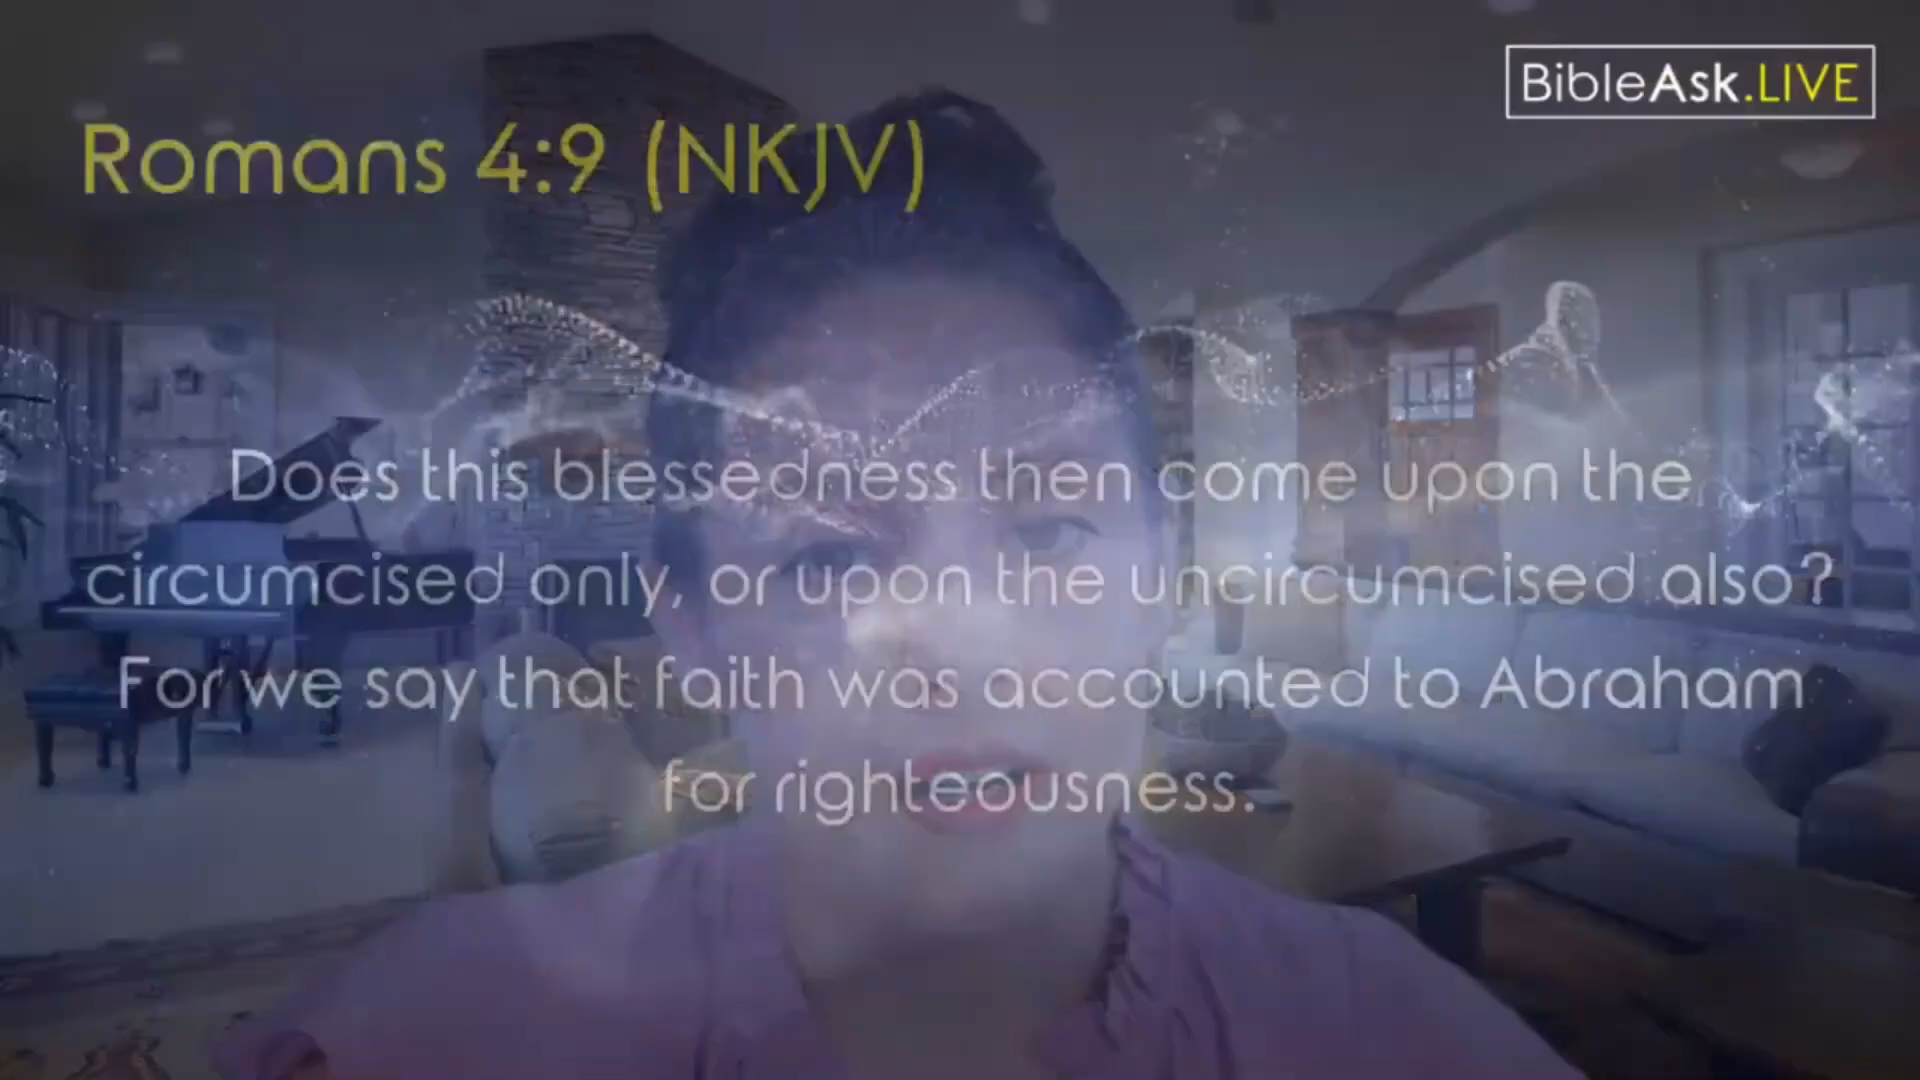 BibleAsk.LIVE
Romans 4:9 (NKJV)
Does this blessedness then come upon the
circumcised only, or upon the uncircumcised also?
For we say that faith was accounted to Abraham
for righteousness.